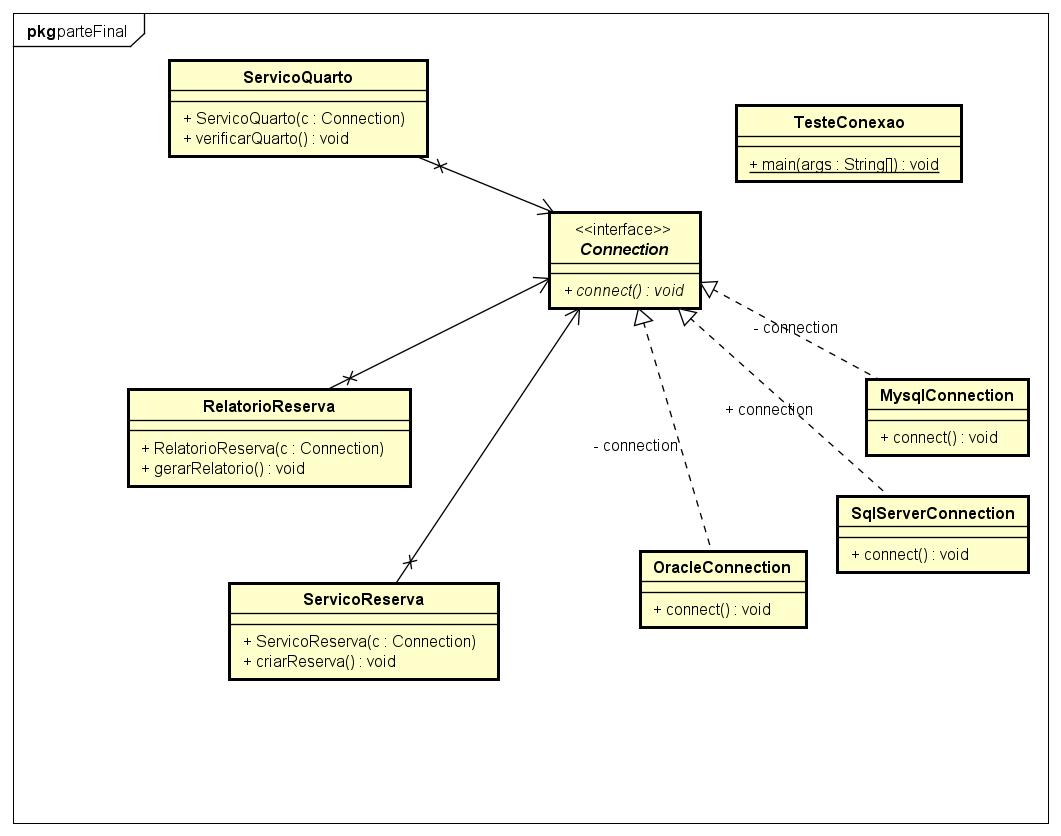 pkg parteFinal
ServicoQuarto
+ ServicoQuarto(c : Connection)
+ verificarQuarto() : void
TesteConexao
+ main(args : String[]) : void
<<interface>>
Connection
+ connect() : void
- connection
+ connection
- connection
RelatorioReserva
+ RelatorioReserva(c : Connection)
+ gerarRelatorio() : void
MysqlConnection
+ connect() : void
SqlServerConnection
+ connect() : void
OracleConnection
+ connect() : void
ServicoReserva
+ ServicoReserva(c : Connection)
+ criarReserva() : void